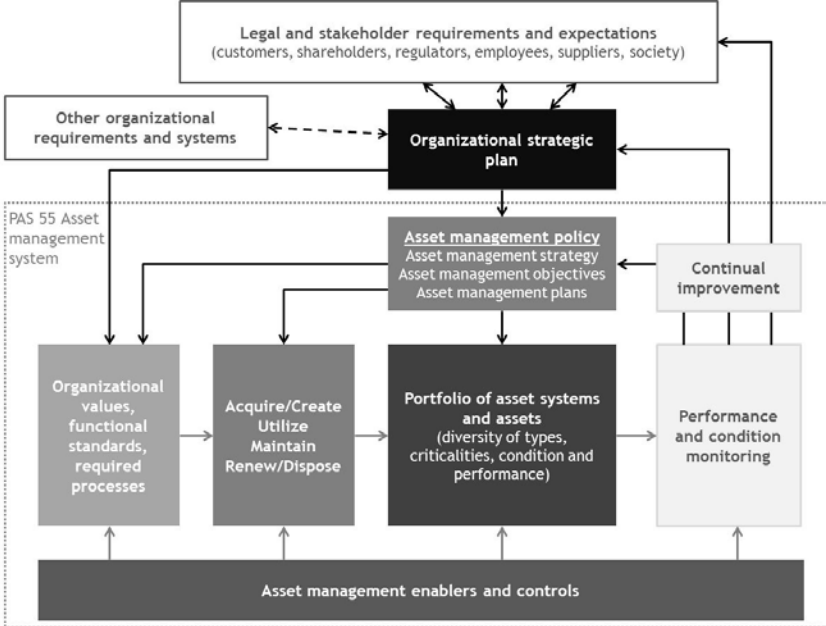 Legal and stakeholder requirements and expectations
(customers, shareholders, regulators, employees, suppliers, society)
Other organizational
requirements and systems
Organizational strategic
plan
PAS 55 Asset
management
system
Asset management policy
Asset management strategy
Asset management objectives
Asset management plans
Continual
improvement
Organizational
values,
functional
standards,
required
processes
Acquire/Create
Utilize
Maintain
Renew/Dispose
Portfolio of asset systems
and assets
(diversity of types,
criticalities, condition and
performance)
Performance
and condition
monitoring
Asset management enablers and controls